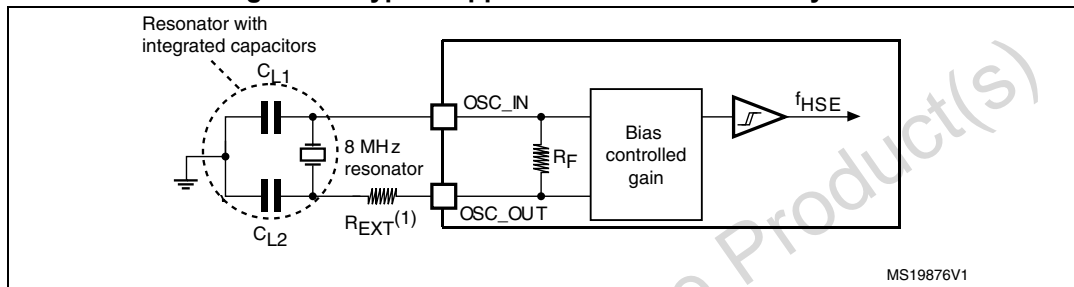 Resonator with
integrated capacitors
CL1
OSC_IN
fHSE
8 MHz
resonator
RF
Bias
controlled
gain
REXT(1)
OSC_OUT
CL2
MS19876V1
Product(s)